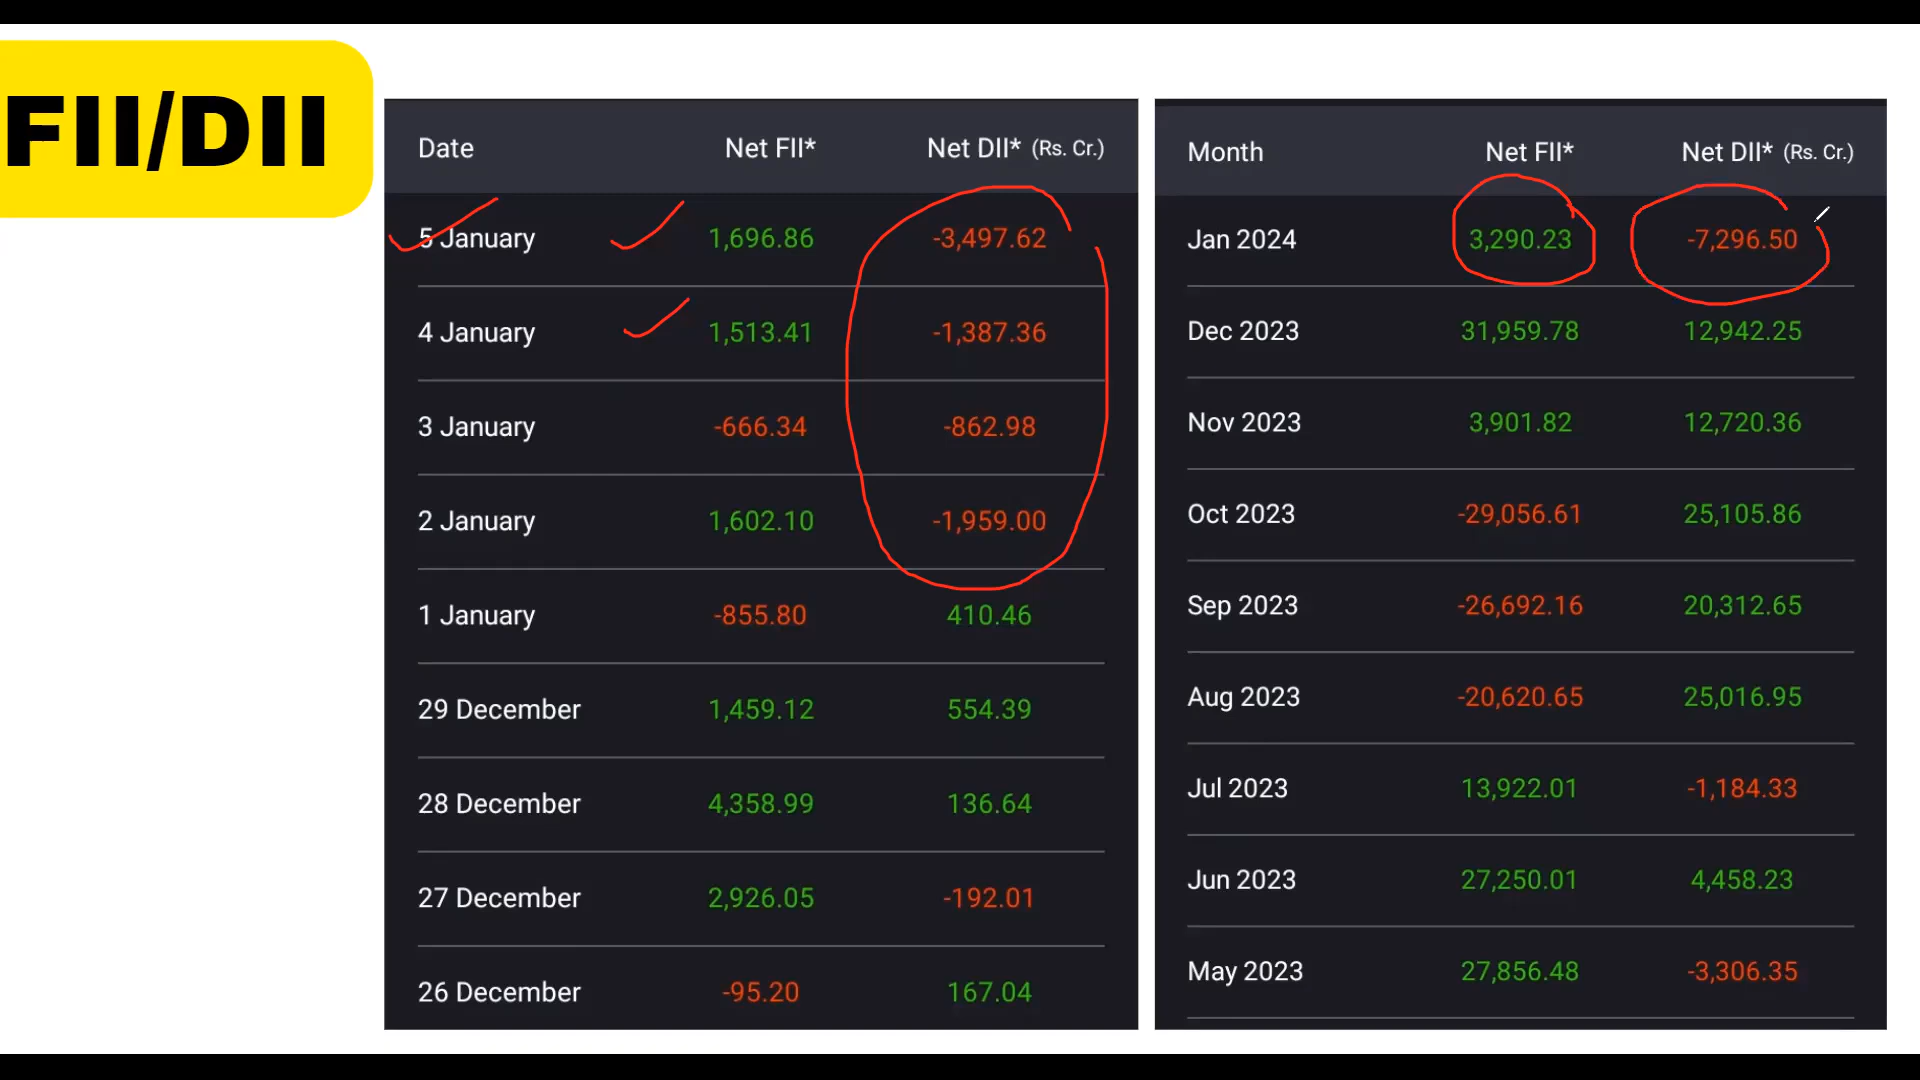 FII/DII
Date Net FII* Net DII* (Rs. Cr.)
5 January 1,696.86 -3,497.62
4 January 1,513.41 -1,387.36
3 January -666.34 -862.98
2 January 1,602.10 -1,959.00
1 January -855.80 410.46
29 December 1,459.12 554.39
28 December 4,358.99 136.64
27 December 2,926.05 -192.01
26 December -95.20 167.04
Month Net FII* Net DII* (Rs. Cr.)
Jan 2024 3,290.23 -7,296.50
Dec 2023 31,959.78 12,942.25
Nov 2023 3,901.82 12,720.36
Oct 2023 -29,056.61 25,105.86
Sep 2023 -26,692.16 20,312.65
Aug 2023 -20,620.65 25,016.95
Jul 2023 13,922.01 -1,184.33
Jun 2023 27,250.01 4,458.23
May 2023 27,856.48 -3,306.35